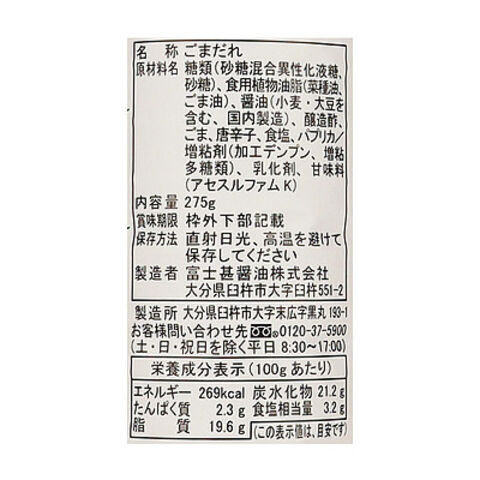 名 称 ごまだれ
原材料名 糖類(砂糖混合異性化液糖、
砂糖)、食用植物油脂(菜種油、
ごま油)、醤油(小麦・大豆を
含む、国内製造)、醸造酢、
ごま、唐辛子、食塩、パプリカ/
増粘剤(加工デンプン、増粘
多糖類)、乳化剤、甘味料
(アセスルファムK)
内容量 275g
賞味期限 枠外下部記載
保存方法 直射日光、高温を避けて
保存してください
製造者 富士甚醤油株式会社
大分県臼杵市大字臼杵551-2
製造所 大分県臼杵市大字末広字黒丸193-1
お客様問い合わせ先 0120-37-5900
(土・日・祝日を除く平日 8:30~17:00)
栄養成分表示(100gあたり)
エネルギー 269kcal 炭水化物 21.2g
たんぱく質 2.3g 食塩相当量 3.2g
脂質 19.6g (この表示値は、目安です)